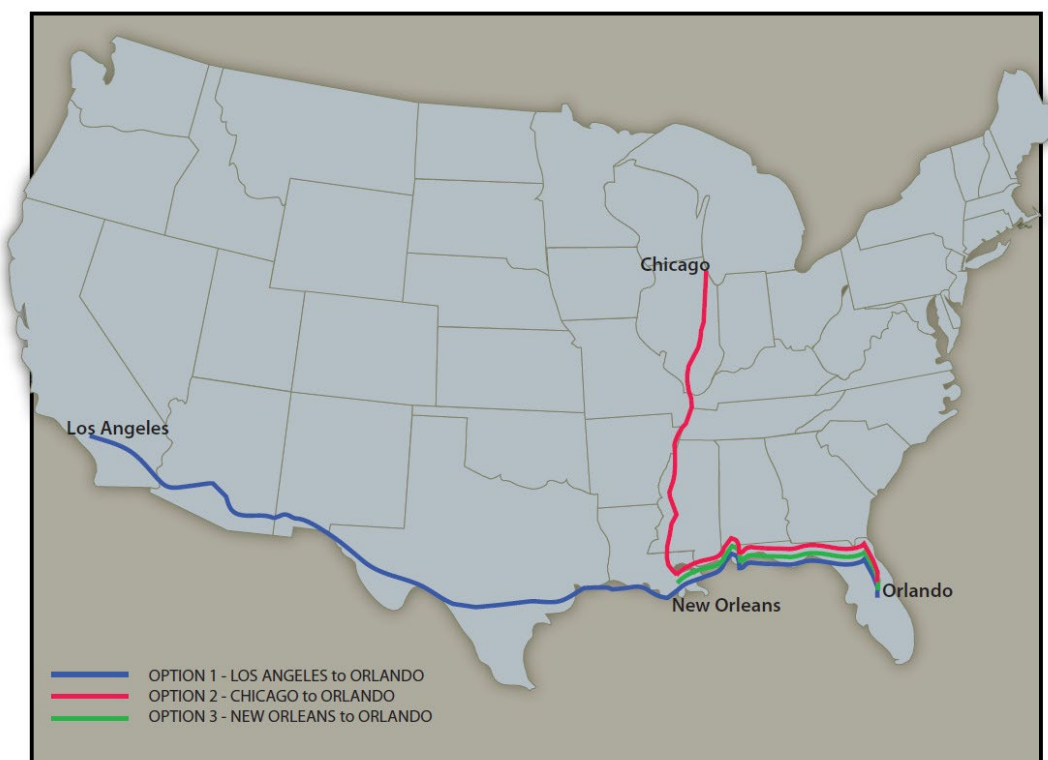 Chicago
Los Angeles
New Orleans
Orlando
OPTION 1 - LOS ANGELES to ORLANDO
OPTION 2 - CHICAGO to ORLANDO
OPTION 3 - NEW ORLEANS to ORLANDO